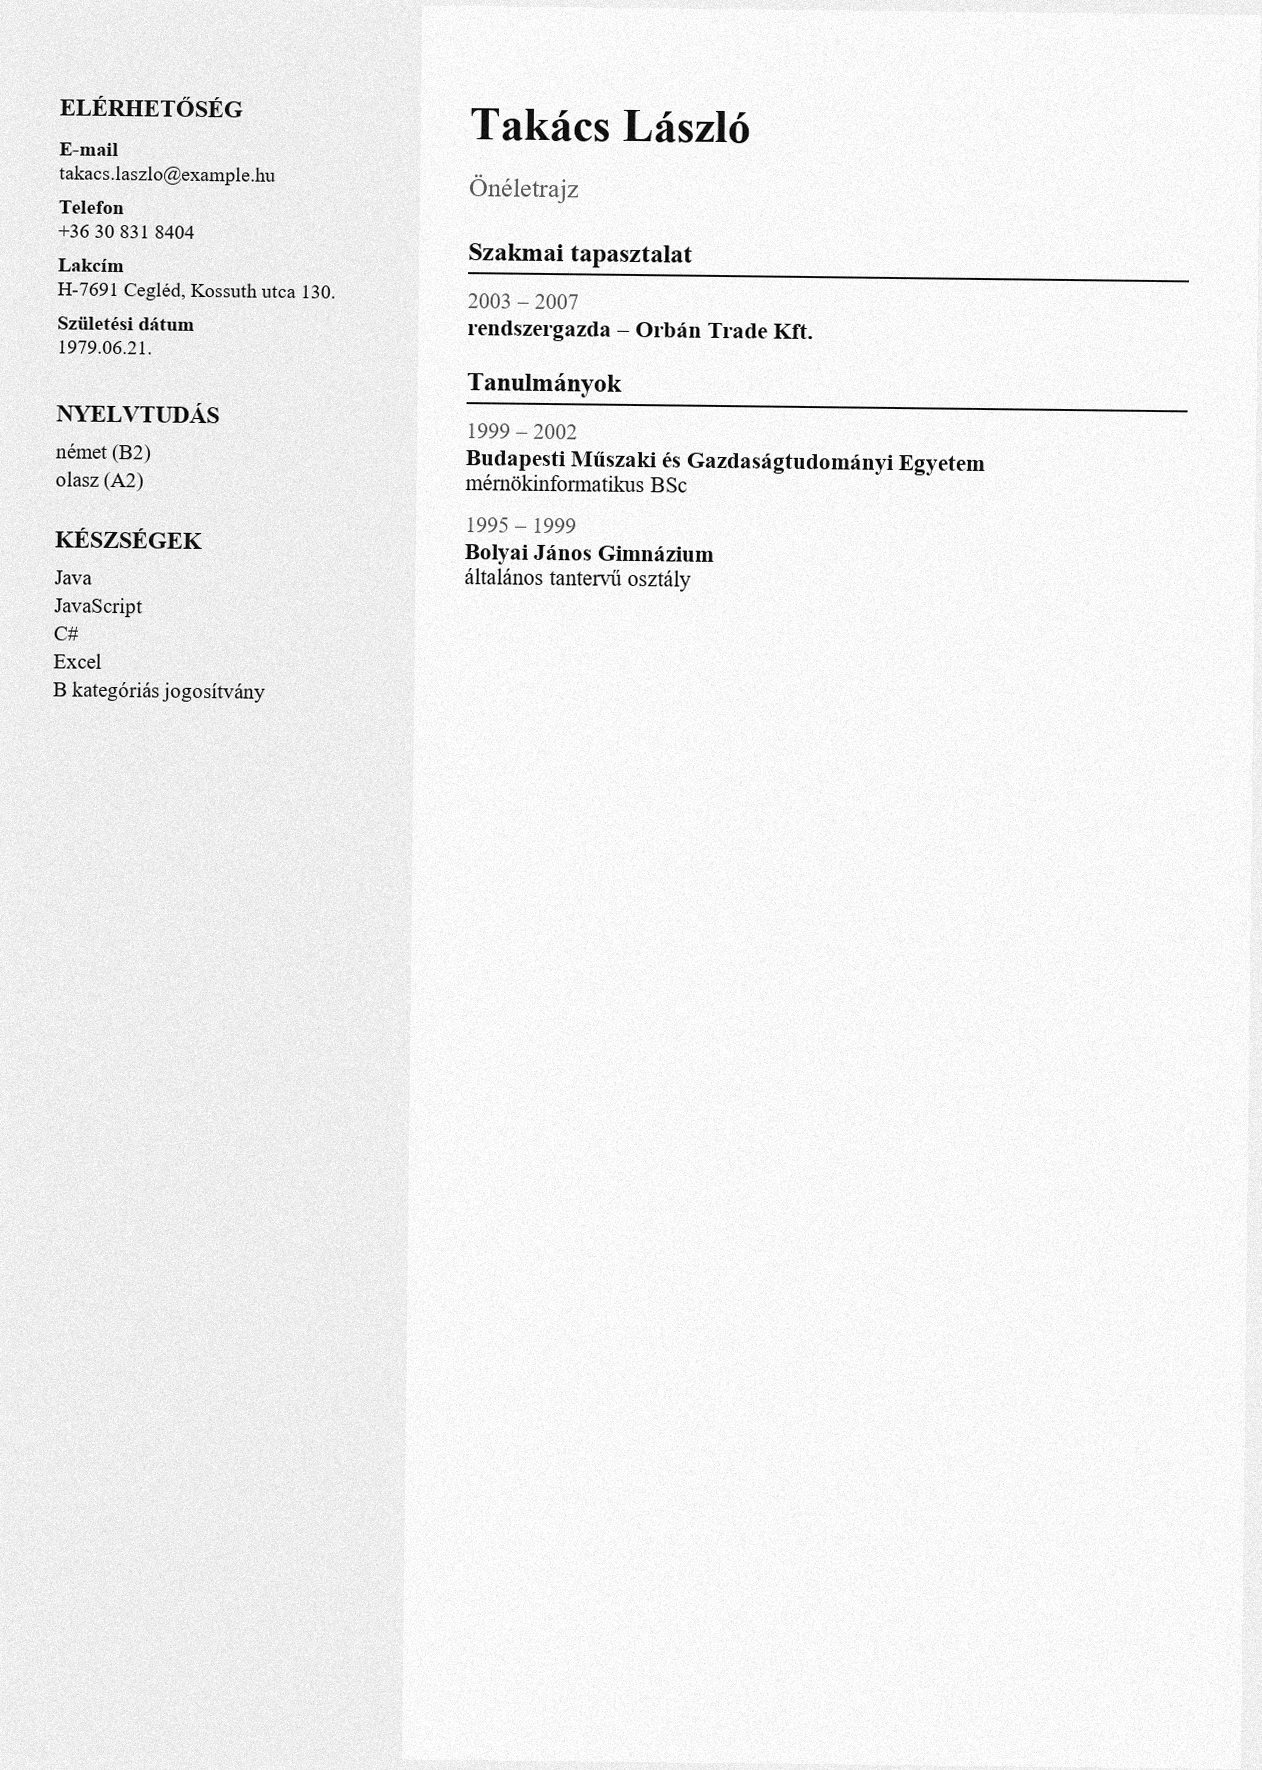 ELÉRHETŐSÉG
E-mail
takacs.laszlo@example.hu
Telefon
+36 30 831 8404
Lakcím
H-7691 Cegléd, Kossuth utca 130.
Születési dátum
1979.06.21.
NYELVTUDÁS
német (B2)
olasz (A2)
KÉSZSÉGEK
Java
JavaScript
C#
Excel
B kategóriás jogosítvány
Takács László
Önéletrajz
Szakmai tapasztalat
2003 – 2007
rendszergazda – Orbán Trade Kft.
Tanulmányok
1999 – 2002
Budapesti Műszaki és Gazdaságtudományi Egyetem
mérnökinformatikus BSc
1995 – 1999
Bolyai János Gimnázium
általános tantervű osztály